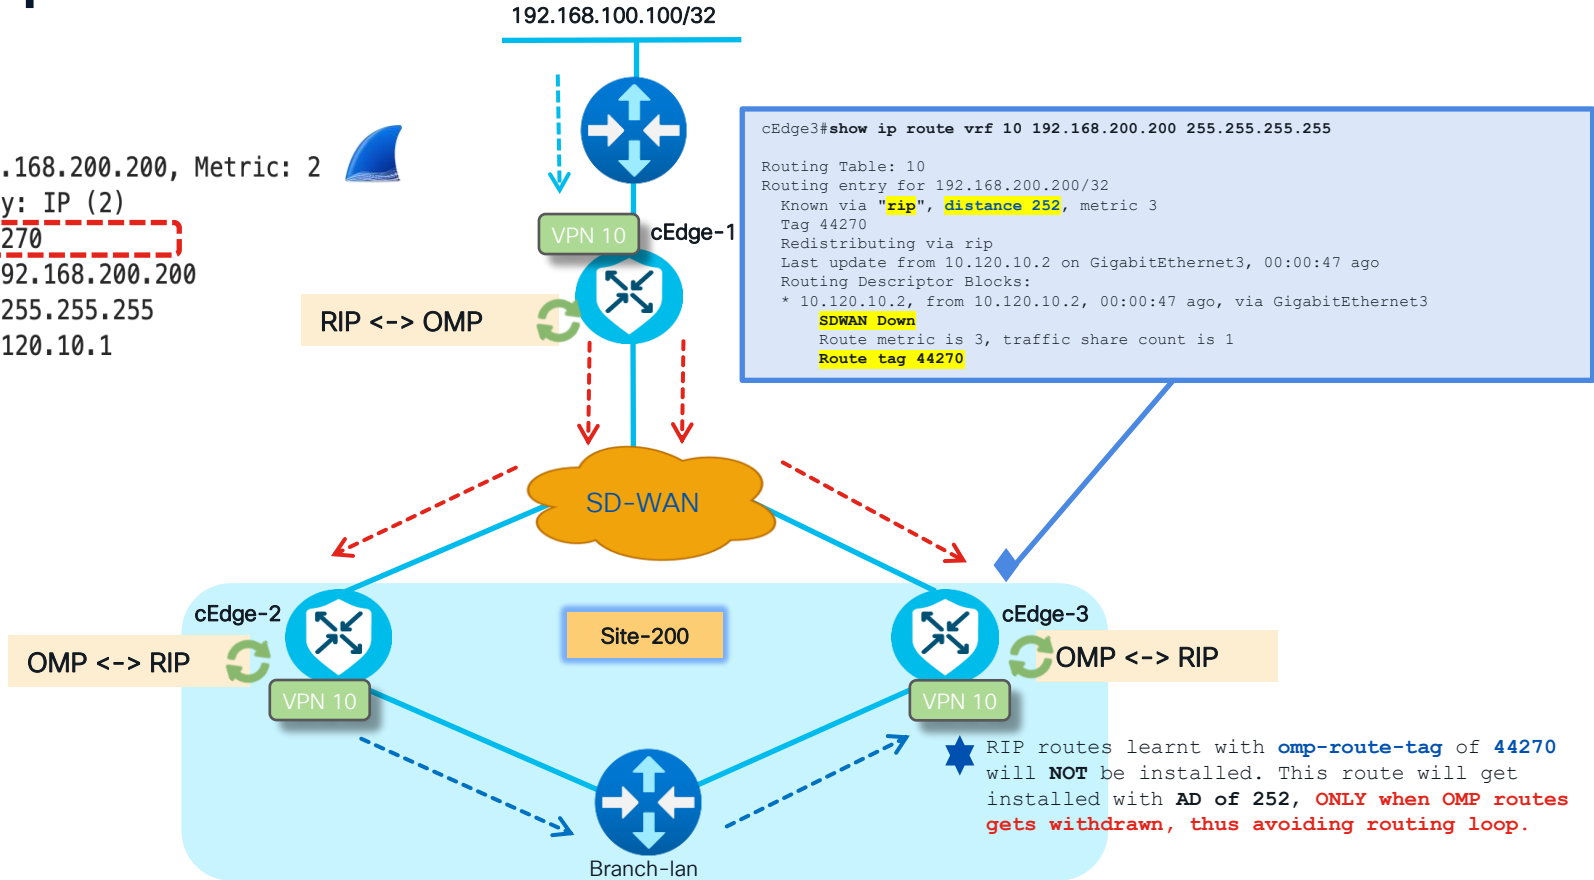 192.168.100.100/32
.168.200.200, Metric: 2
y: IP (2)
270
92.168.200.200
255.255.255
120.10.1
cEdge3#show ip route vrf 10 192.168.200.200 255.255.255.255
Routing Table: 10
Routing entry for 192.168.200.200/32
Known via "rip", distance 252, metric 3
Tag 44270
Redistributing via rip
Last update from 10.120.10.2 on GigabitEthernet3, 00:00:47 ago
Routing Descriptor Blocks:
* 10.120.10.2, from 10.120.10.2, 00:00:47 ago, via GigabitEthernet3
SDWAN Down
Route metric is 3, traffic share count is 1
Route tag 44270
VPN 10
cEdge-1
RIP <-> OMP
SD-WAN
cEdge-2
Site-200
cEdge-3
OMP <-> RIP
OMP <-> RIP
VPN 10
VPN 10
RIP routes learnt with omp-route-tag of 44270
will NOT be installed. This route will get
installed with AD of 252, ONLY when OMP routes
gets withdrawn, thus avoiding routing loop.
Branch-lan